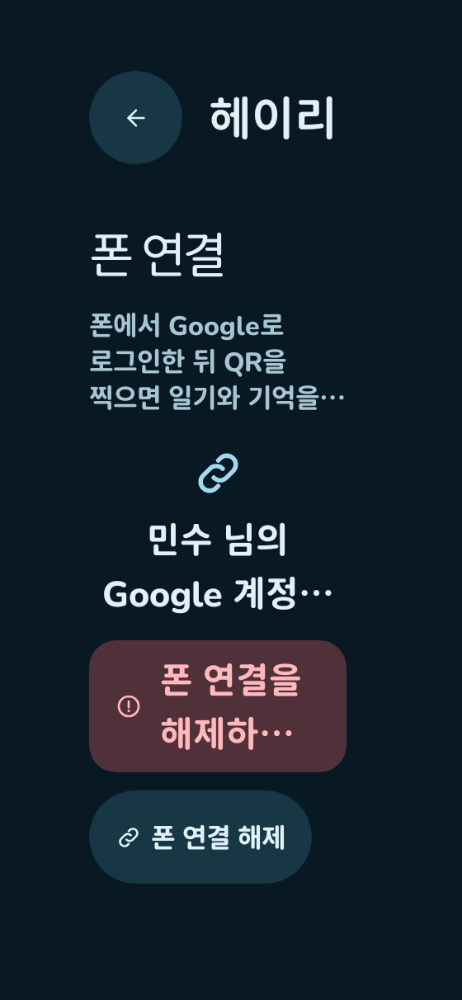 헤이리
폰 연결
폰에서 Google로
로그인한 뒤 QR을
찍으면 일기와 기억을…
민수 님의
Google 계정…
폰 연결을
해제하…
폰 연결 해제